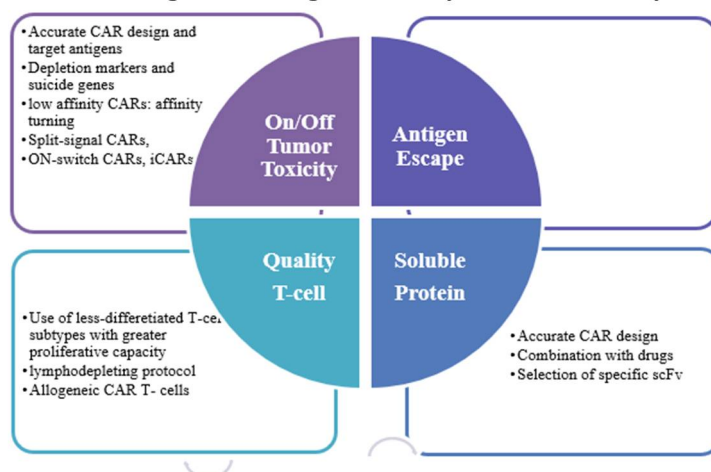 • Accurate CAR design and
target antigens
• Depletion markers and
suicide genes
• low affinity CARs: affinity
turning
• Split-signal CARs,
• ON-switch CARs, iCARs
On/Off
Tumor
Toxicity
Antigen
Escape
Quality
T-cell
Soluble
Protein
• Use of less-differetiated T-cel
subtypes with greater
proliferative capacity
• lymphodepleting protocol
• Allogeneic CAR T- cells
• Accurate CAR design
• Combination with drugs
• Selection of specific scFv